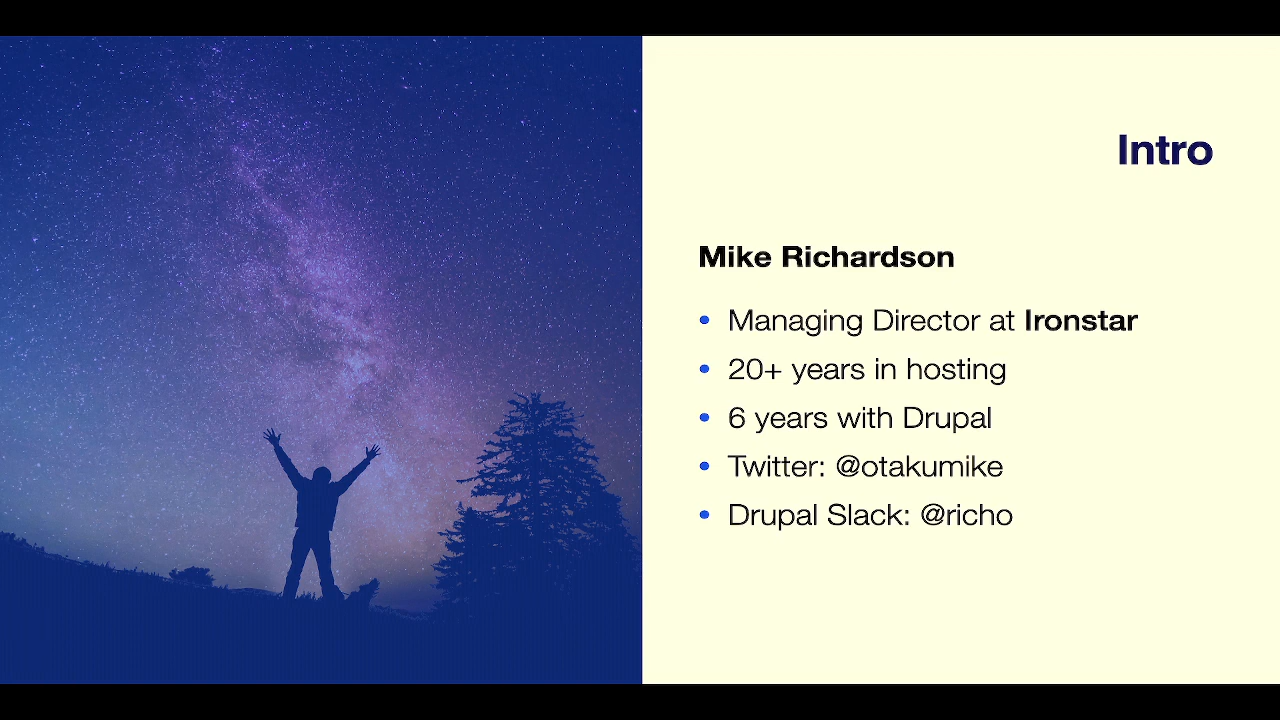 Intro
Mike Richardson
• Managing Director at Ironstar
• 20+ years in hosting
• 6 years with Drupal
• Twitter: @otakumike
• Drupal Slack: @richo